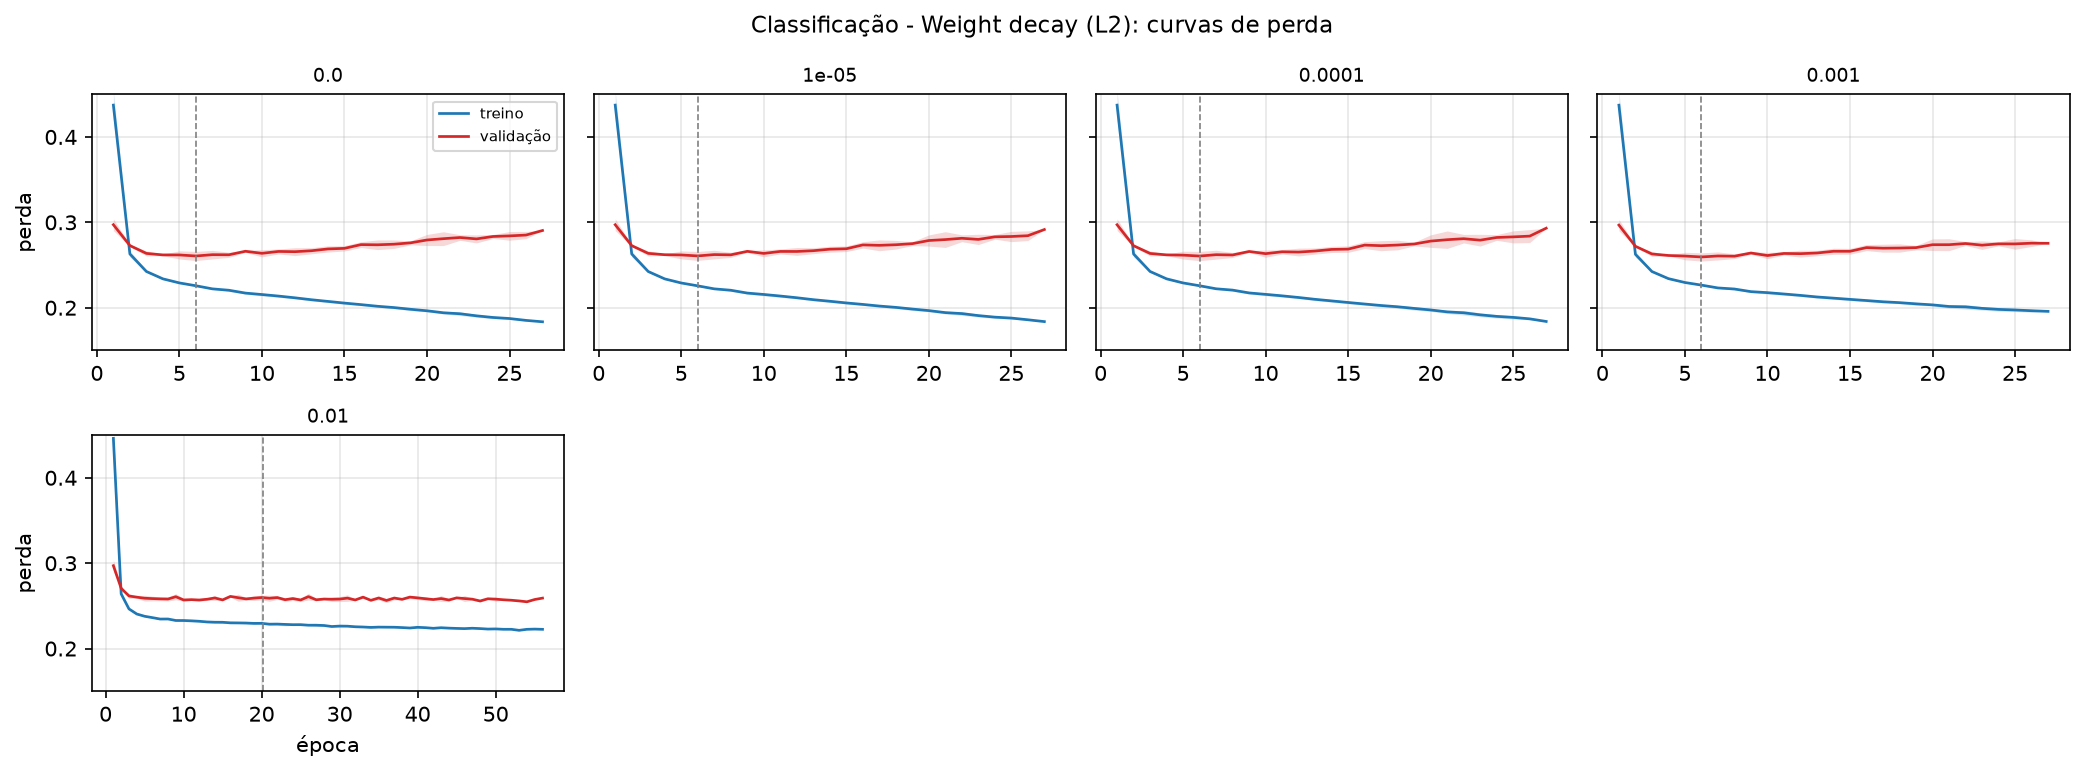 Classificação - Weight decay (L2): curvas de perda
0.0
1e-05
0.0001
0.001
treino
validação
perda
0.4
0.3
0.2
0 5 10 15 20 25
0 5 10 15 20 25
0 5 10 15 20 25
0 5 10 15 20 25
0.01
perda
0.4
0.3
0.2
0 10 20 30 40 50
época